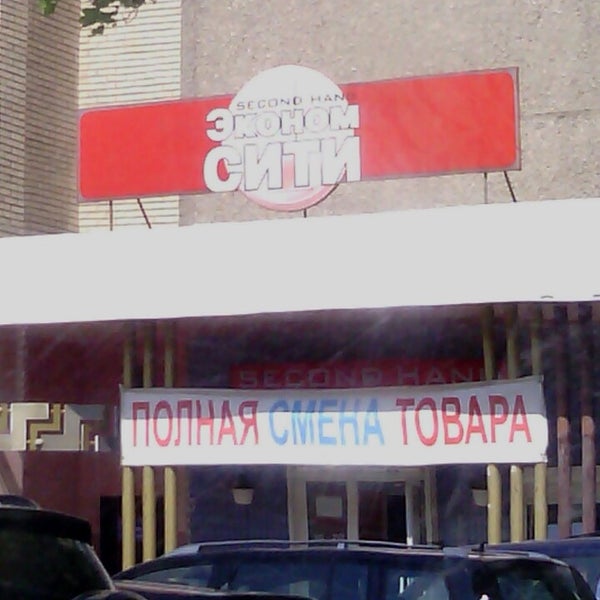 SECOND HAND
ЭКОНОМ
СИТИ
SECOND HAND
ПОЛНАЯ СМЕНА ТОВАРА